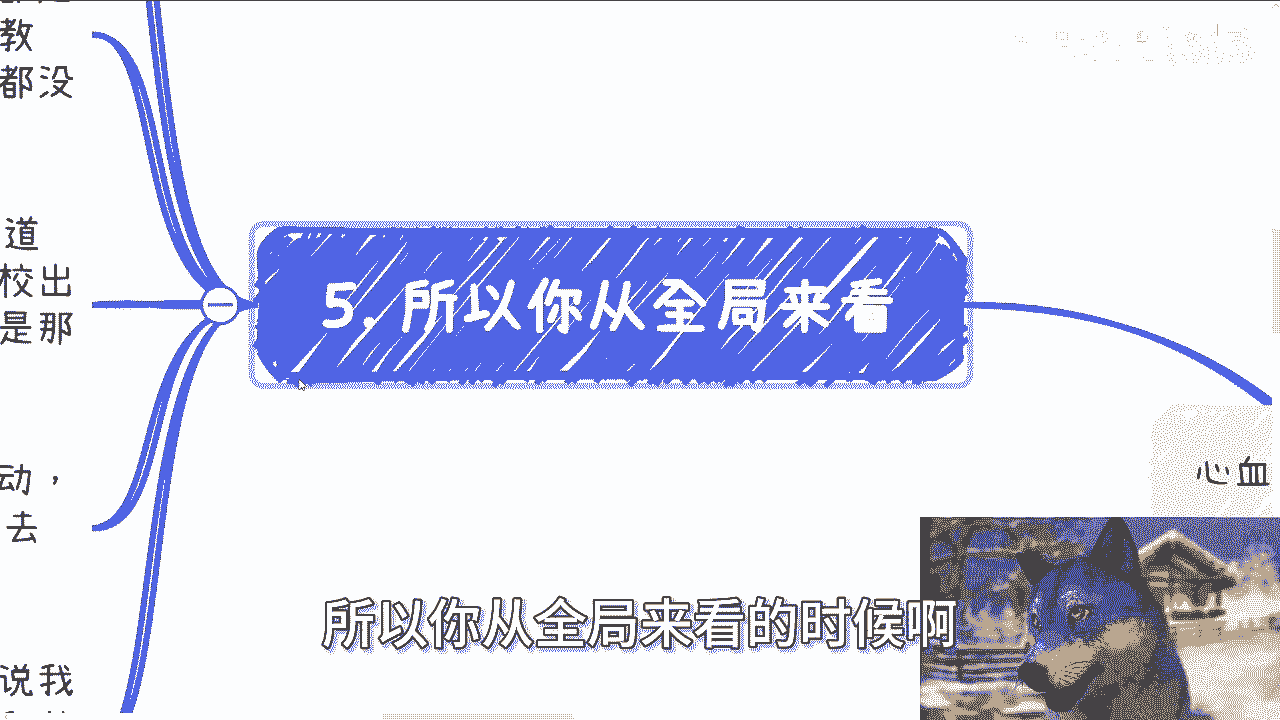 教
都没
道
校出
是那
动，
去
说我
5. 所以你从全局来看
心血
所以你从全局来看的时候啊